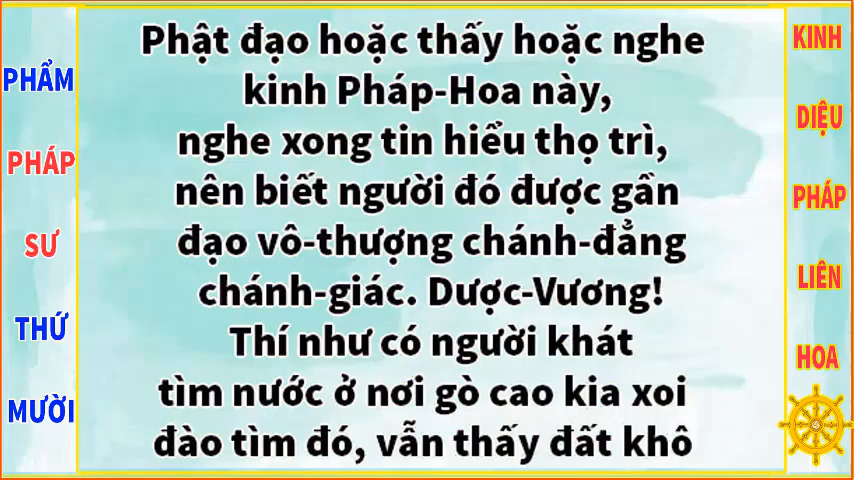 PHẨM
PHÁP
SƯ
THỨ
MƯỜI
Phật đạo hoặc thấy hoặc nghe
kinh Pháp-Hoa này,
nghe xong tin hiểu thọ trì,
nên biết người đó được gần
đạo vô-thượng chánh-đẳng
chánh-giác. Dược-Vương!
Thí như có người khát
tìm nước ở nơi gò cao kia xoi
đào tìm đó, vẫn thấy đất khô
KINH
DIỆU
PHÁP
LIÊN
HOA